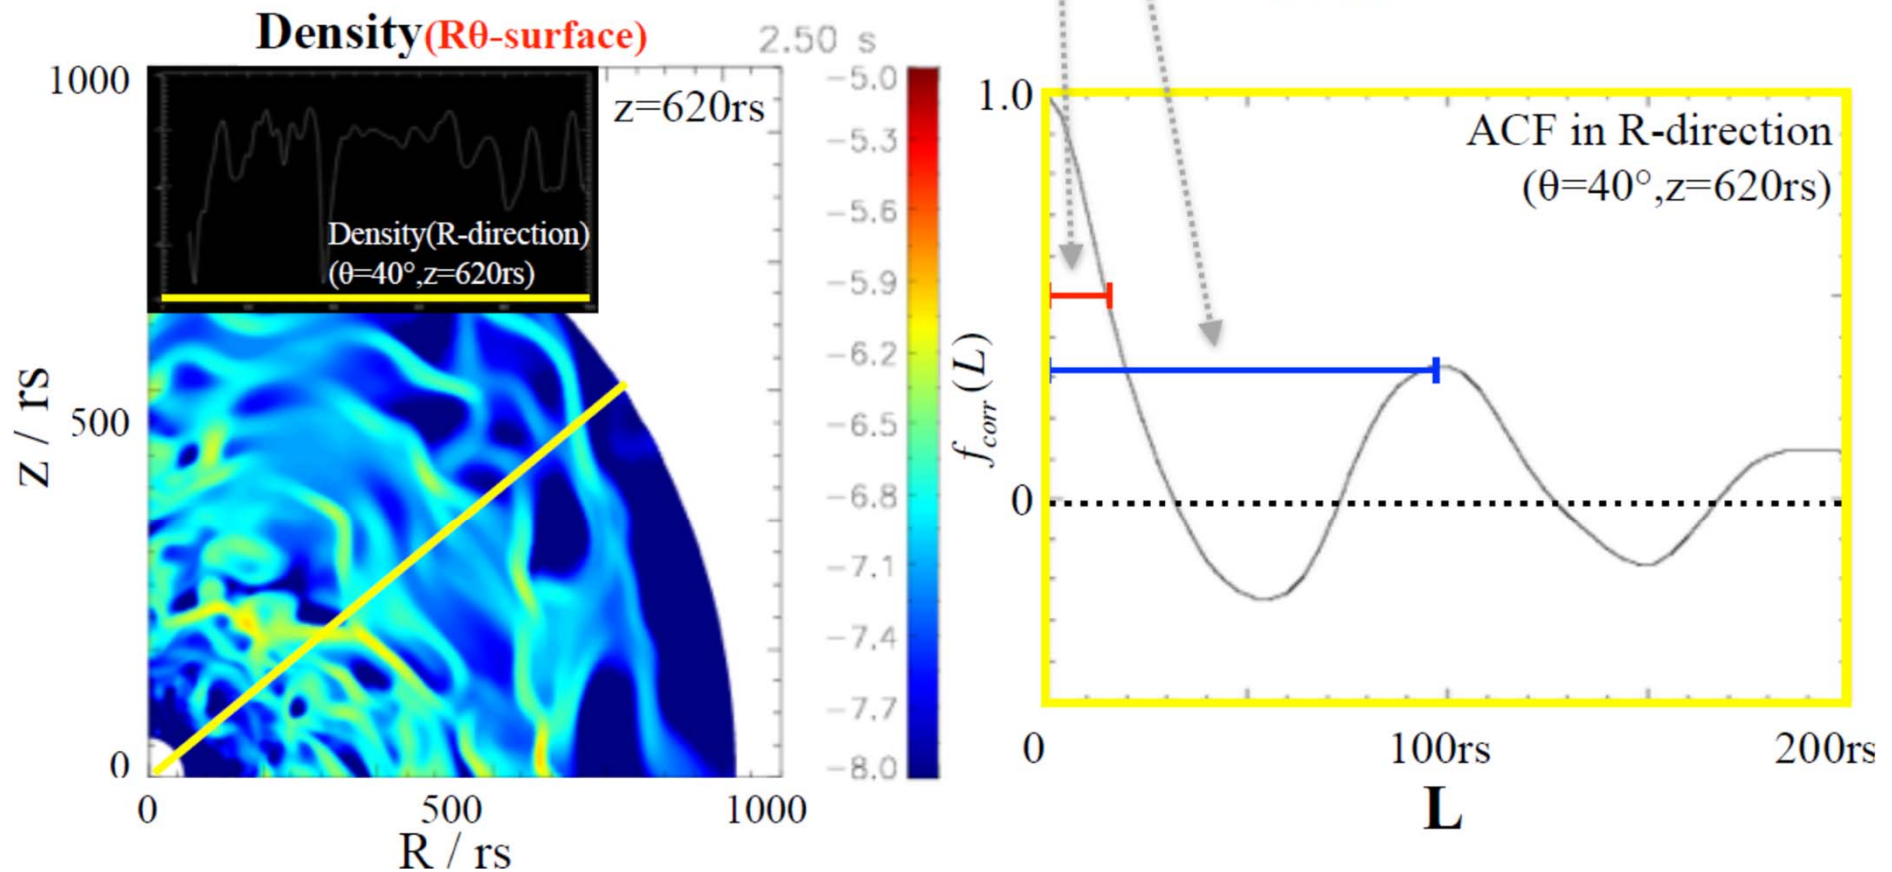 Density(Rθ-surface)
2.50 s
1000
500
0
z / rs
z=620rs
Density(R-direction)
(θ=40°,z=620rs)
0
500
1000
R / rs
−5.0
−5.3
−5.6
−5.9
−6.2
−6.5
−6.8
−7.1
−7.4
−7.7
−8.0
1.0
0
fcorr(L)
ACF in R-direction
(θ=40°,z=620rs)
0
100rs
200rs
L